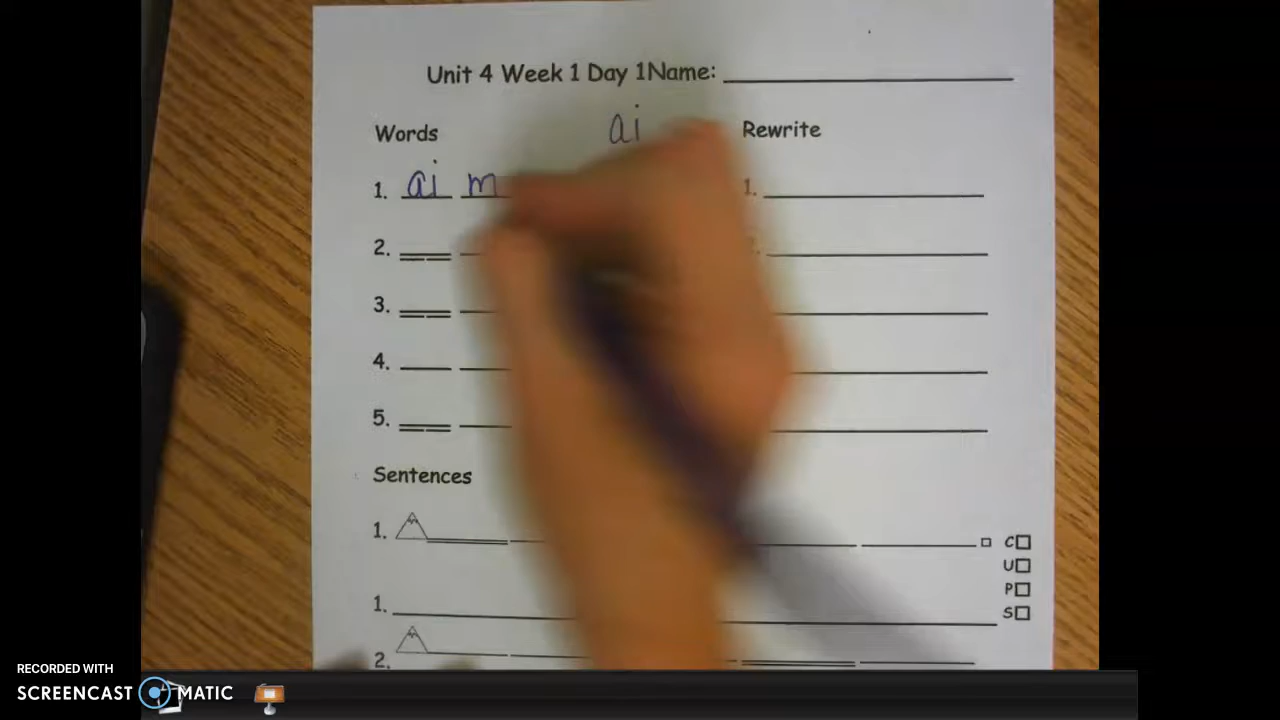 Unit 4 Week 1 Day 1Name:
ai
Words
Rewrite
1. ai m
1.
2.
3.
4.
5.
Sentences
1.
C
U
P
1.
S
2.
RECORDED WITH
SCREENCAST MATIC